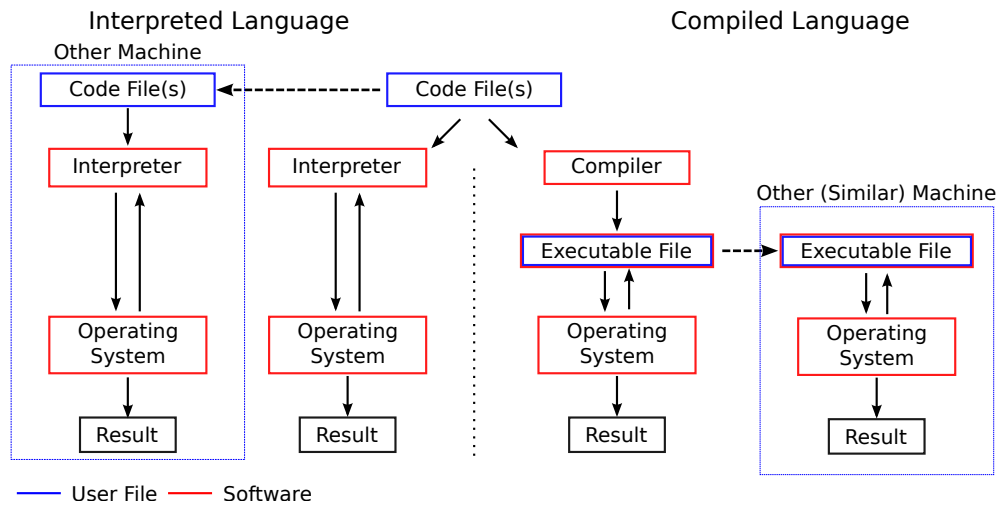 Interpreted Language
Compiled Language
Other Machine
Code File(s)
Code File(s)
Interpreter
Interpreter
Compiler
Other (Similar) Machine
Executable File
Executable File
Operating
System
Operating
System
Operating
System
Operating
System
Result
Result
Result
Result
User File
Software